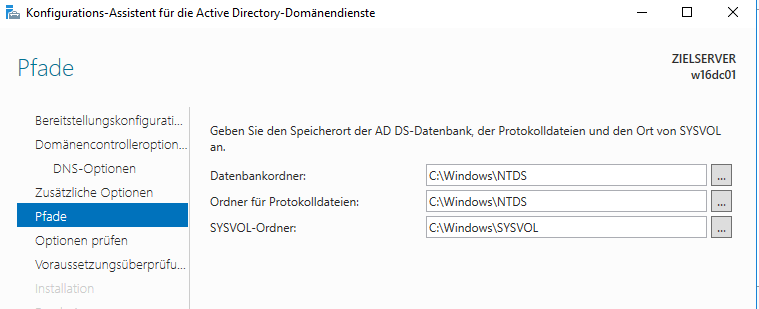 Konfigurations-Assistent für die Active Directory-Domänendienste
Pfade
ZIELSERVER
w16dc01
Bereitstellungskonfigurati...
Domänencontrolleroption...
DNS-Optionen
Zusätzliche Optionen
Pfade
Optionen prüfen
Voraussetzungsüberprüfu...
Installation
Geben Sie den Speicherort der AD DS-Datenbank, der Protokolldateien und den Ort von SYSVOL
an.
Datenbankordner: C:\Windows\NTDS ...
Ordner für Protokolldateien: C:\Windows\NTDS ...
SYSVOL-Ordner: C:\Windows\SYSVOL ...